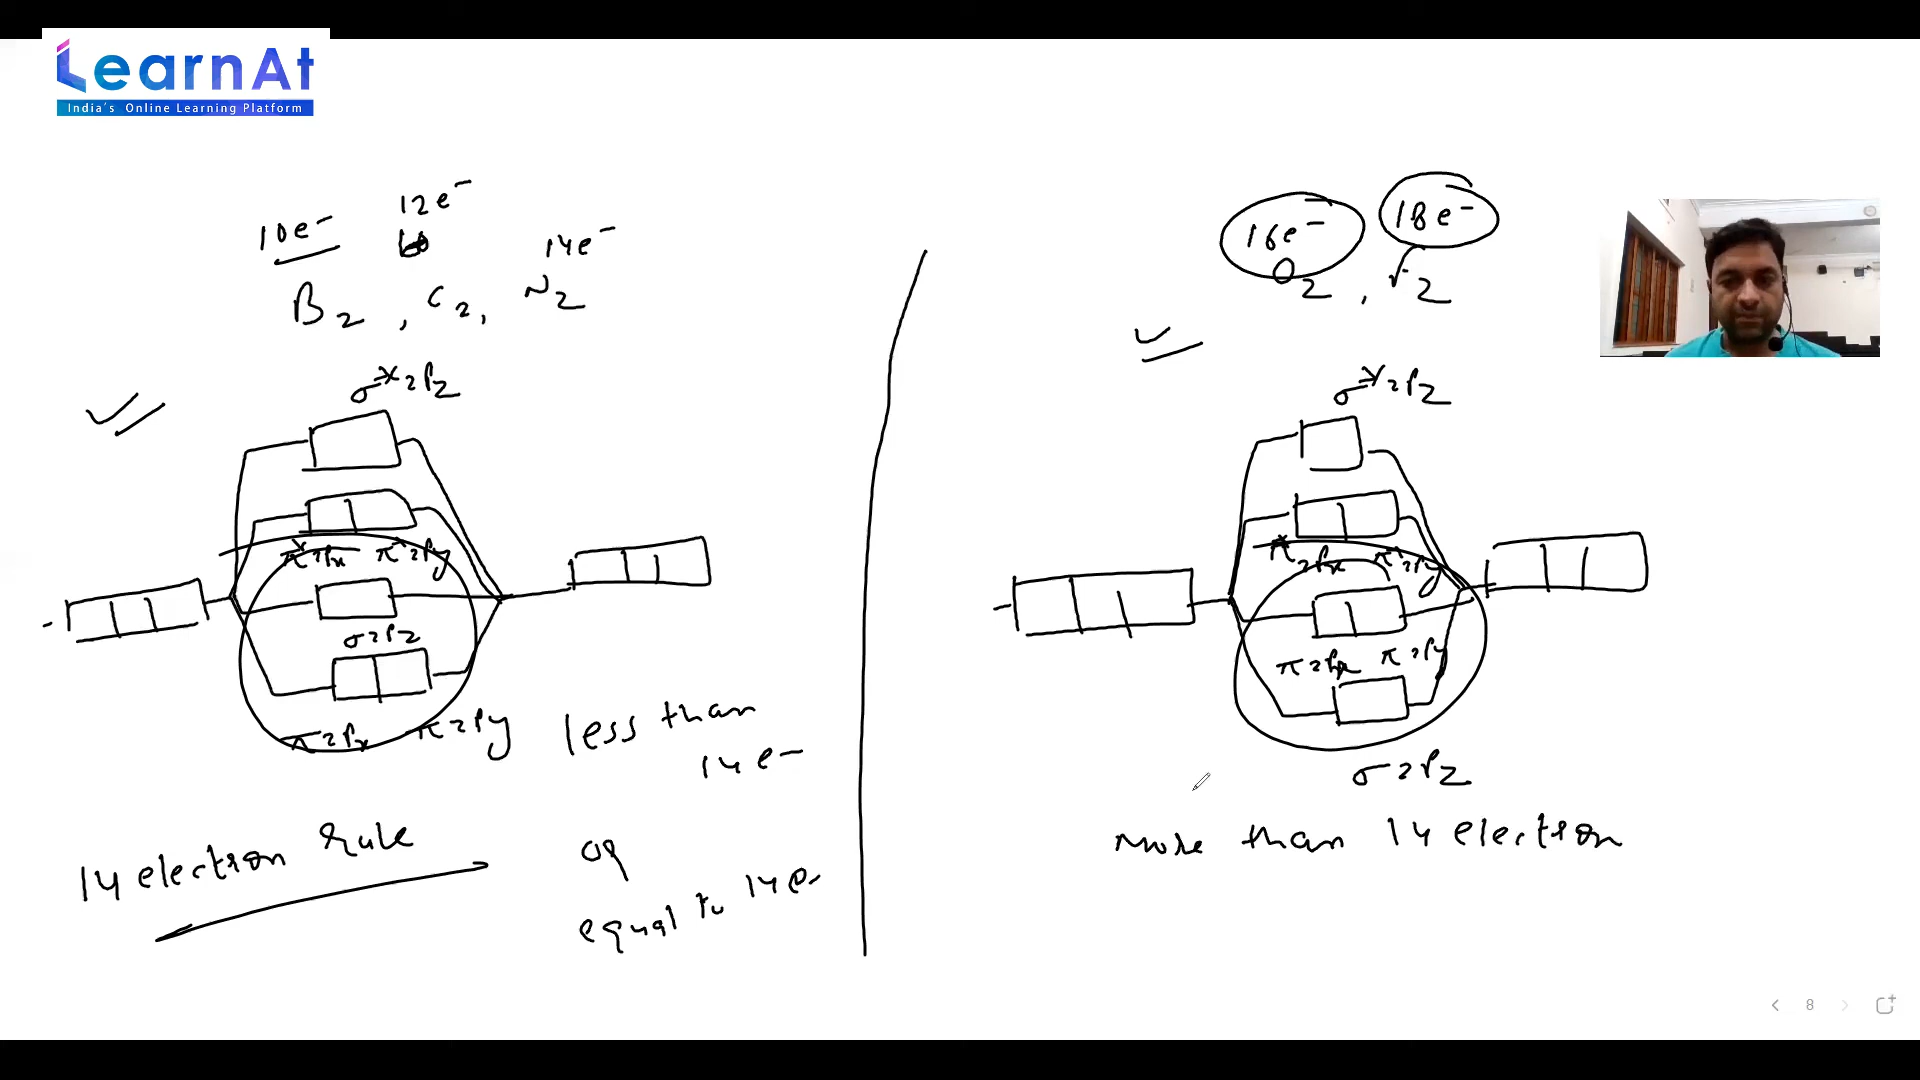 LearnAt
India's Online Learning Platform
10e⁻ 12e⁻ 14e⁻
B₂, C₂, N₂
σ*2Pz
π*2Px π*2Py
σ2Pz
π2Px π2Py
less than
14e⁻
or
equal to 14e⁻
14 electron rule
16e⁻ 18e⁻
O₂, F₂
σ*2Pz
π*2Px π*2Py
π2Px π2Py
σ2Pz
More than 14 electron
8